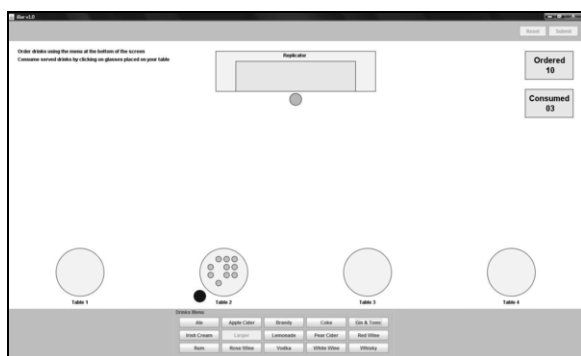 iBar v1.0
Reset Submit
Order drinks using the menu at the bottom of the screen
Consume served drinks by clicking on glasses placed on your table
Replicator
Ordered
10
Consumed
03
Table 1 Table 2 Table 3 Table 4
Drinks Menu
Ale Apple Cider Brandy Coke Gin & Tonic
Irish Cream Larger Lemonade Pear Cider Red Wine
Rum Rose Wine Vodka White Wine Whisky